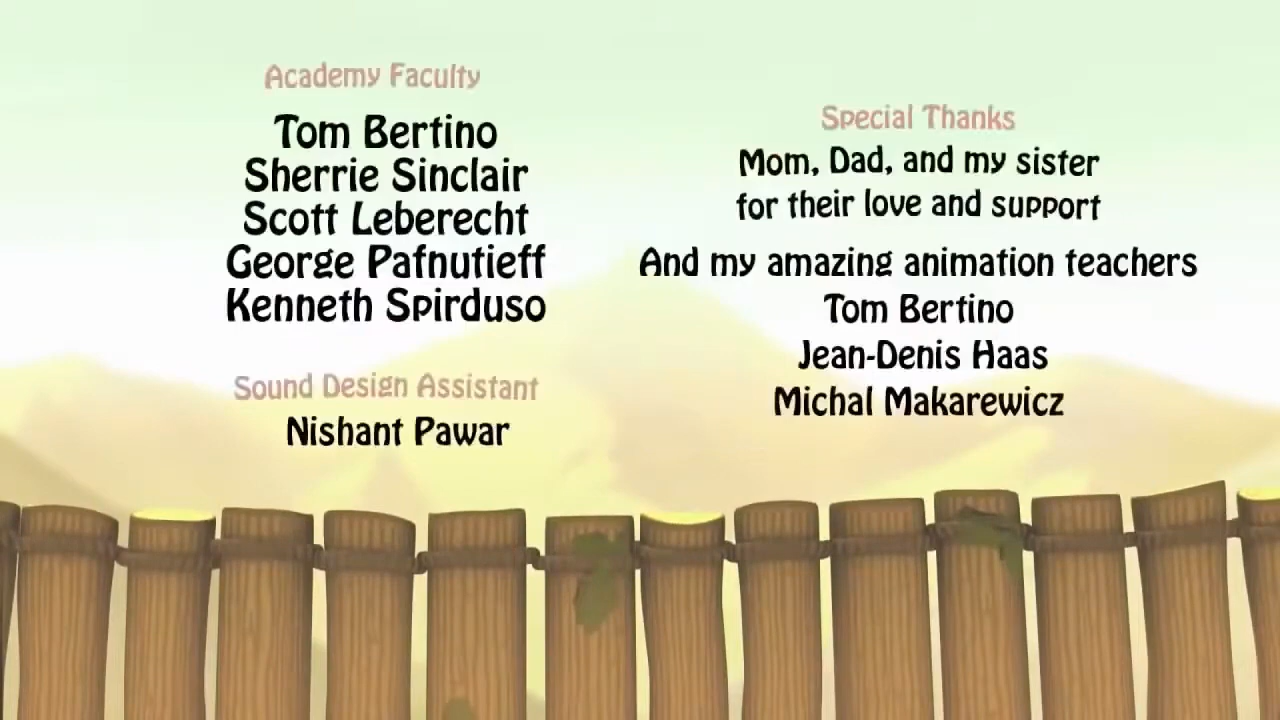 Academy Faculty
Tom Bertino
Sherrie Sinclair
Scott Leberecht
George Pafnutieff
Kenneth Spirduso
Sound Design Assistant
Nishant Pawar
Special Thanks
Mom, Dad, and my sister
for their love and support
And my amazing animation teachers
Tom Bertino
Jean-Denis Haas
Michal Makarewicz